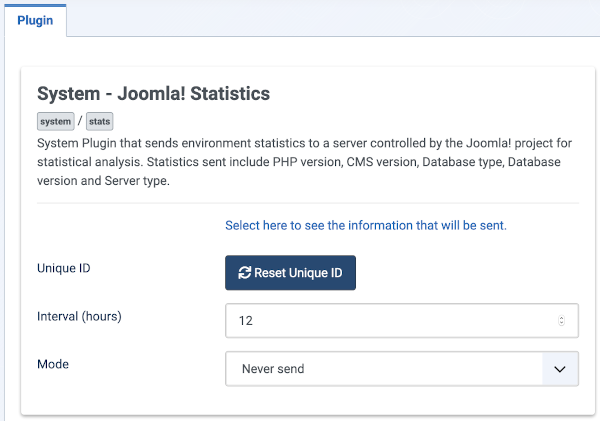 Plugin
System - Joomla! Statistics
system / stats
System Plugin that sends environment statistics to a server controlled by the Joomla! project for
statistical analysis. Statistics sent include PHP version, CMS version, Database type, Database
version and Server type.
Select here to see the information that will be sent.
Unique ID
Reset Unique ID
Interval (hours)
12
Mode
Never send